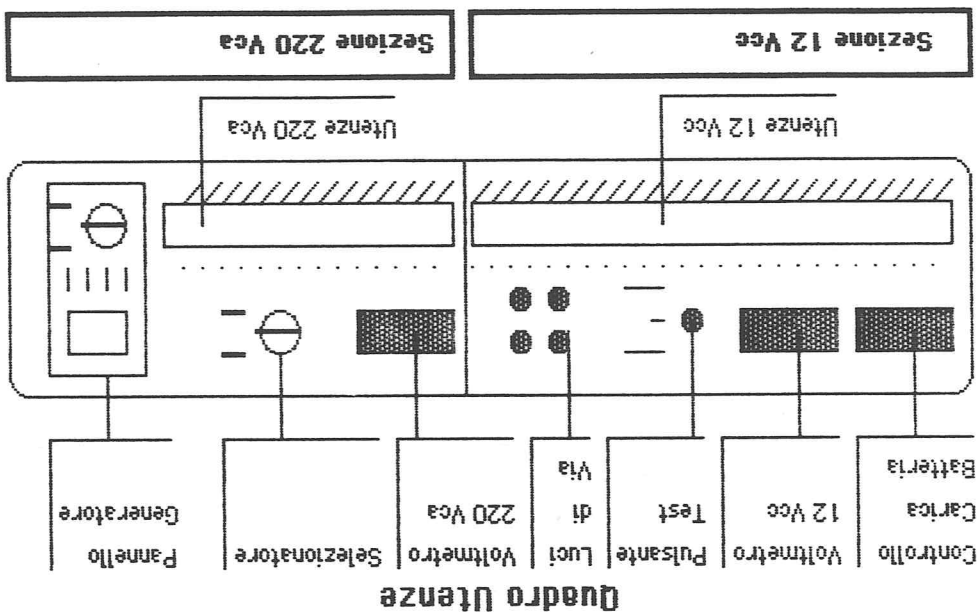 Quadro Utenze
Controllo
Carica
Batteria
Voltmetro
12 Vcc
Pulsante
Test
Luci
di
Via
Voltmetro
220 Vca
Selezionatore
Pannello
Generatore
Utenze 12 Vcc
Utenze 220 Vca
Sezione 12 Vcc
Sezione 220 Vca